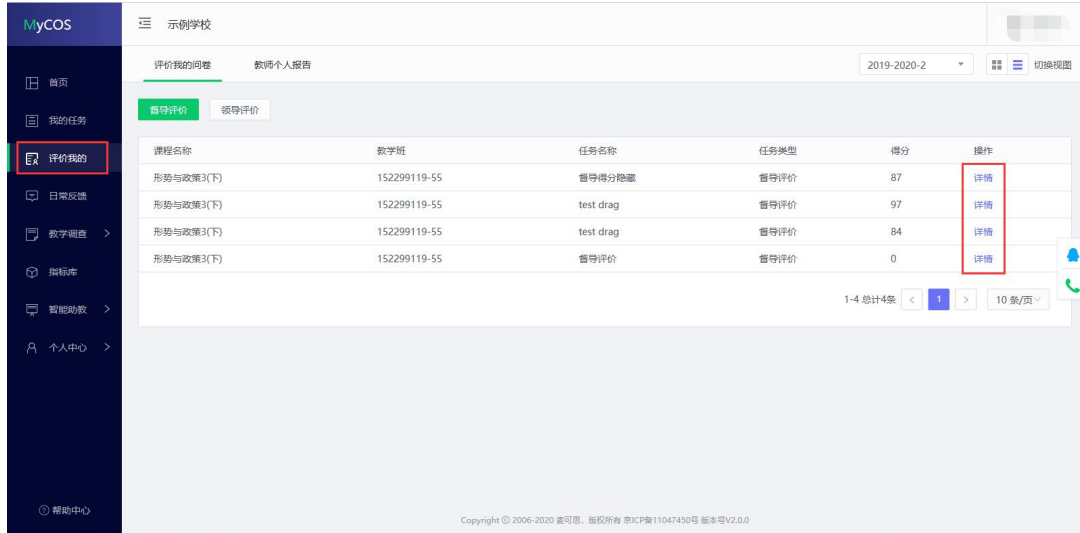 MyCOS
示例学校
评价我的问卷 教师个人报告 2019-2020-2 切换视图
首页
我的任务
评价我的
日常反馈
教学调查
指标库
智能助教
个人中心
帮助中心
督导评价 领导评价
课程名称 教学班 任务名称 任务类型 得分 操作
形势与政策3(下) 152299119-55 督导得分隐藏 督导评价 87 详情
形势与政策3(下) 152299119-55 test drag 督导评价 97 详情
形势与政策3(下) 152299119-55 test drag 督导评价 84 详情
形势与政策3(下) 152299119-55 督导评价 督导评价 0 详情
1-4 总计4条 < 1 > 10 条/页
Copyright © 2006-2020 麦可思。版权所有 京ICP备11047450号 版本号V2.0.0